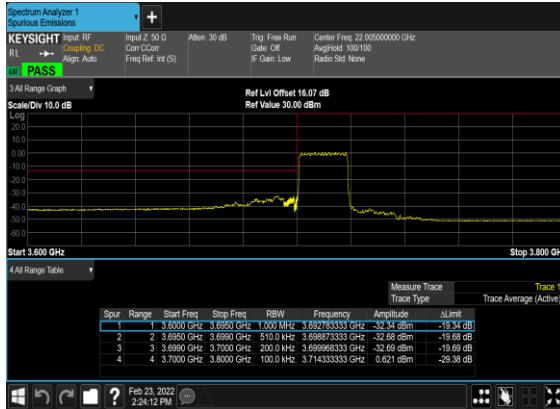 Spectrum Analyzer 1
Spurious Emissions
+
KEYSIGHT Input: RF Input Z: 50 Ω Atten: 30 dB Trig: Free Run Center Freq: 22.005000000 GHz
RL Coupling: DC Corr CCorr Gate: Off Avg|Hold: 100/100
Align: Auto Freq Ref: Int (S) IF Gain: Low Radio Std: None
PASS
3 All Range Graph
Ref Lvl Offset 16.07 dB
Scale/Div 10.0 dB Ref Value 30.00 dBm
Log
20.0
10.0
0.00
-10.0
-20.0
-30.0
-40.0
-50.0
-60.0
Start 3.600 GHz Stop 3.800 GH
4 All Range Table
Measure Trace Trace 1
Trace Type Trace Average (Active)
Spur Range Start Freq Stop Freq RBW Frequency Amplitude ΔLimit
1 1 3.6000 GHz 3.6950 GHz 1.000 MHz 3.692783333 GHz -32.34 dBm -19.34 dB
2 2 3.6950 GHz 3.6990 GHz 510.0 kHz 3.698873333 GHz -32.68 dBm -19.68 dB
3 3 3.6990 GHz 3.7000 GHz 200.0 kHz 3.699968333 GHz -32.69 dBm -19.69 dB
4 4 3.7000 GHz 3.8000 GHz 100.0 kHz 3.714333333 GHz 0.621 dBm -29.38 dB
? Feb 23, 2022
2:24:12 PM